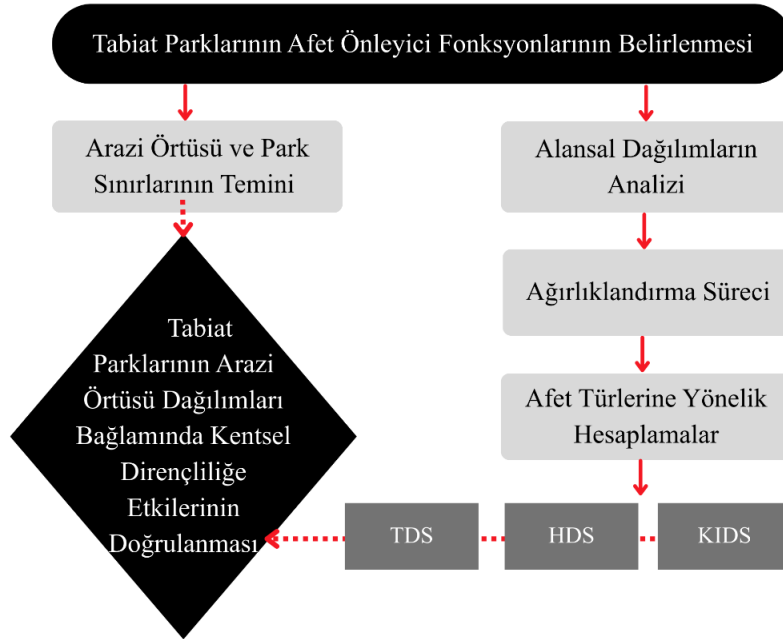 Tabiat Parklarının Afet Önleyici Fonksyonlarının Belirlenmesi
Arazi Örtüsü ve Park
Sınırlarının Temini
Alansal Dağılımların
Analizi
Ağırlıklandırma Süreci
Afet Türlerine Yönelik
Hesaplamalar
TDS
HDS
KIDS
Tabiat
Parklarının Arazi
Örtüsü Dağılımları
Bağlamında Kentsel
Dirençliliğe
Etkilerinin
Doğrulanması